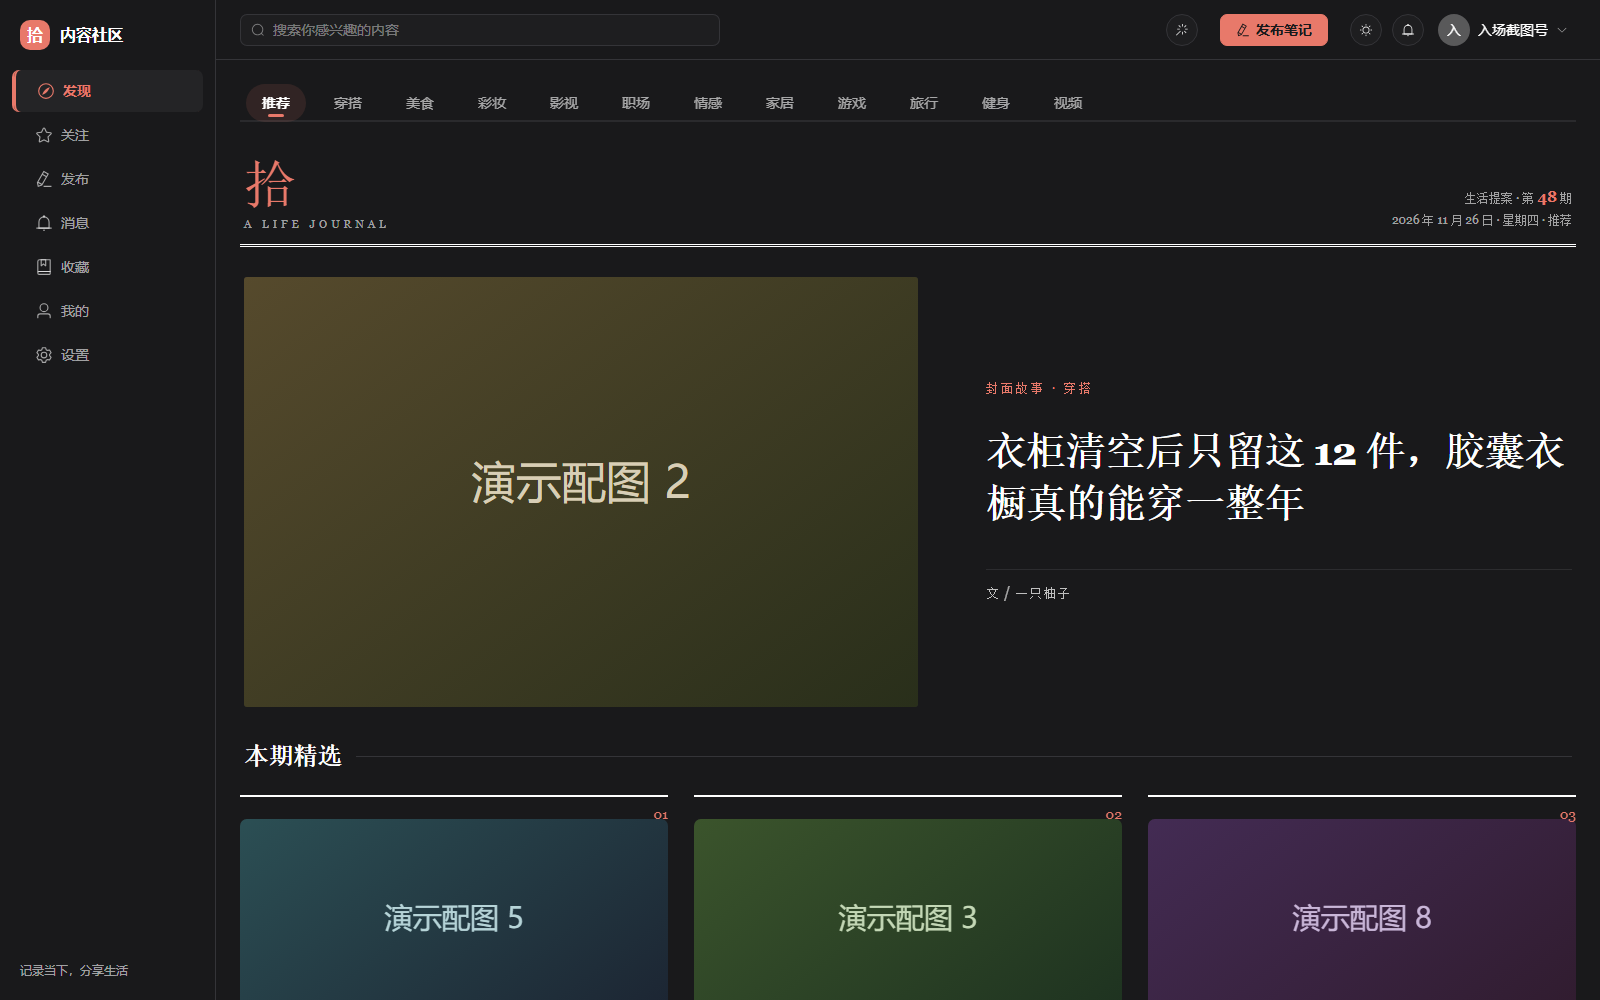 拾 内容社区
搜索你感兴趣的内容
发布笔记
入 入场截图号
发现
关注
发布
消息
收藏
我的
设置
记录当下，分享生活
推荐 穿搭 美食 彩妆 影视 职场 情感 家居 游戏 旅行 健身 视频
拾
A LIFE JOURNAL
生活提案 · 第 48 期
2026 年 11 月 26 日 · 星期四 · 推荐
演示配图 2
封面故事 · 穿搭
衣柜清空后只留这 12 件，胶囊衣
橱真的能穿一整年
文 / 一只柚子
本期精选
01
演示配图 5
02
演示配图 3
03
演示配图 8